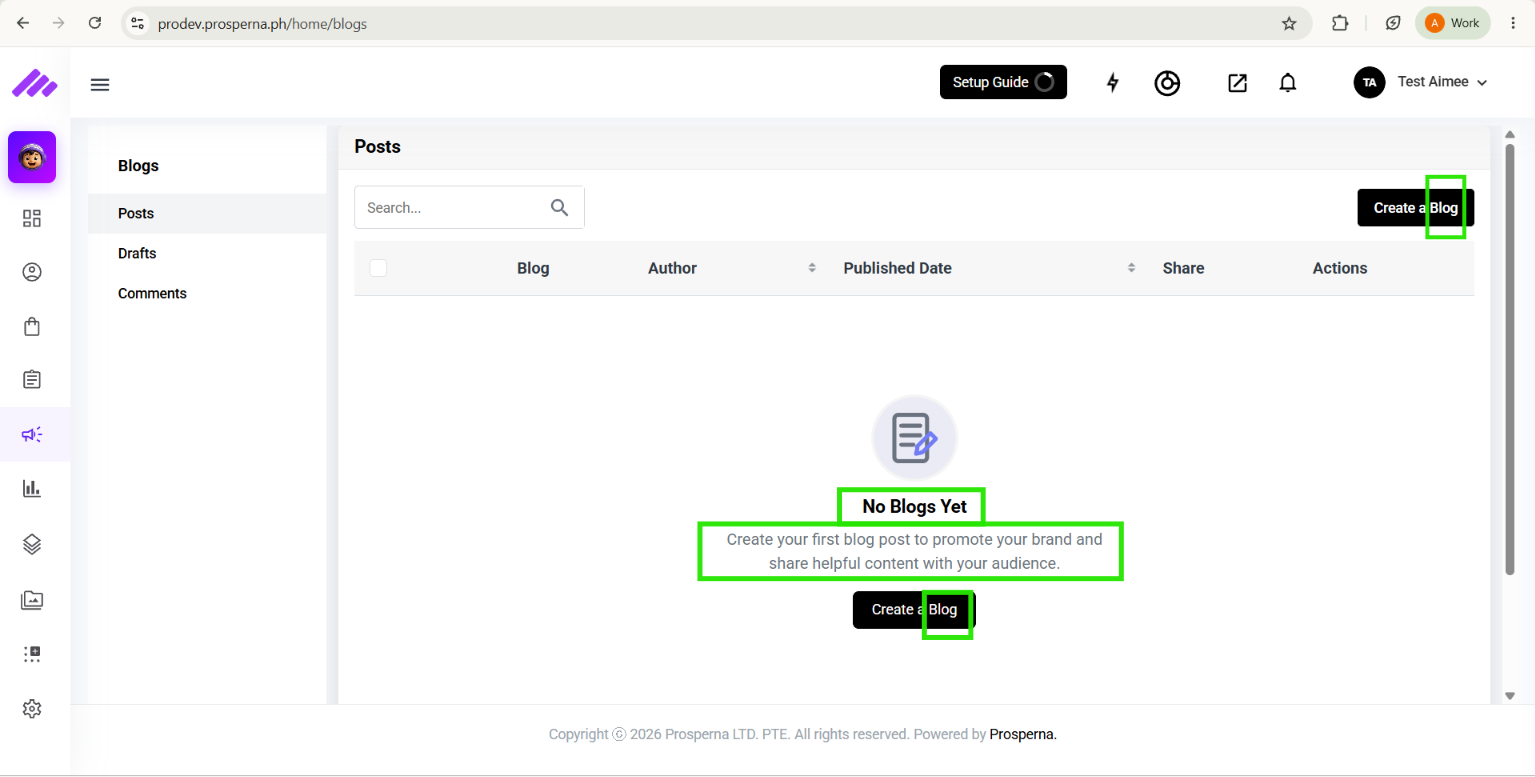 prodev.prosperna.ph/home/blogs
A Work
Setup Guide
TA Test Aimee
Blogs
Posts
Drafts
Comments
Posts
Search...
Create a Blog
Blog Author Published Date Share Actions
No Blogs Yet
Create your first blog post to promote your brand and
share helpful content with your audience.
Create a Blog
Copyright Ⓒ 2026 Prosperna LTD. PTE. All rights reserved. Powered by Prosperna.